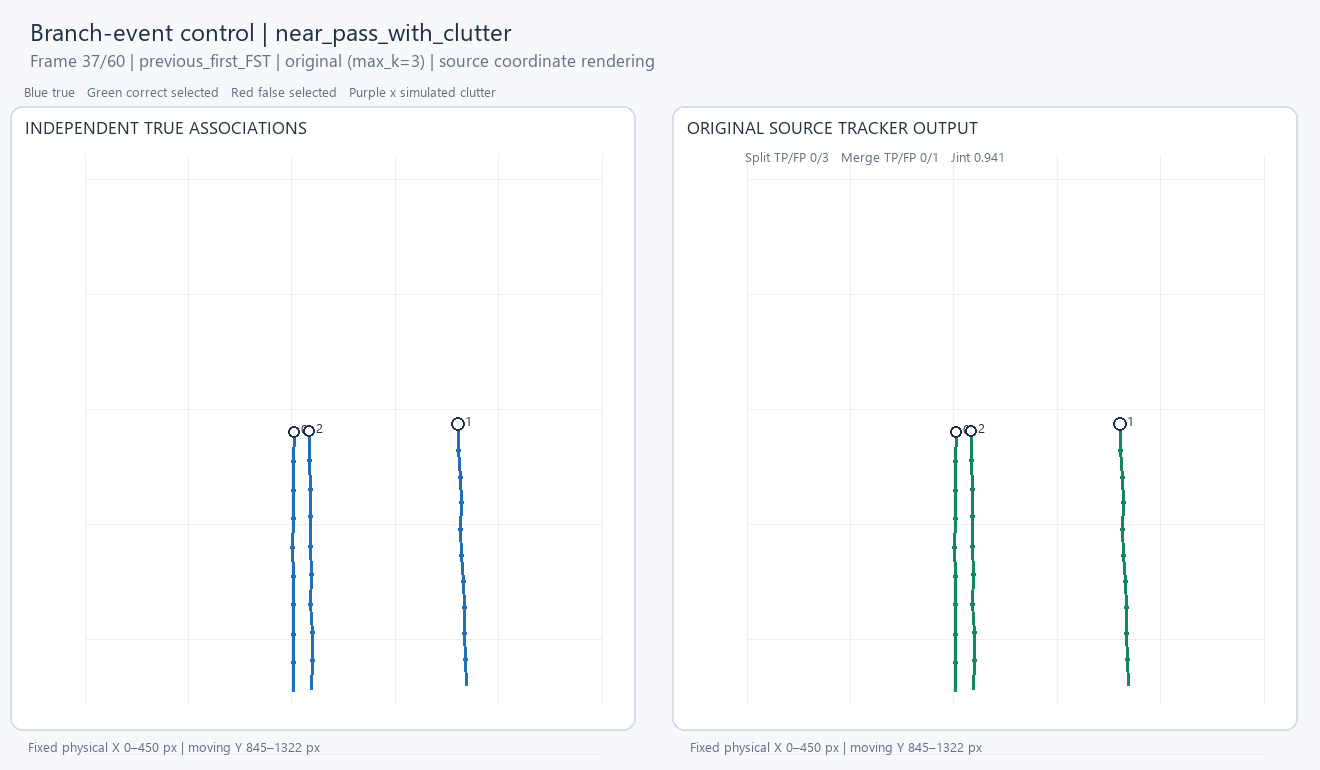 Branch-event control | near_pass_with_clutter
Frame 37/60 | previous_first_FST | original (max_k=3) | source coordinate rendering
Blue true Green correct selected Red false selected Purple x simulated clutter
INDEPENDENT TRUE ASSOCIATIONS
2
1
Fixed physical X 0–450 px | moving Y 845–1322 px
ORIGINAL SOURCE TRACKER OUTPUT
Split TP/FP 0/3 Merge TP/FP 0/1 Jint 0.941
2
1
Fixed physical X 0–450 px | moving Y 845–1322 px